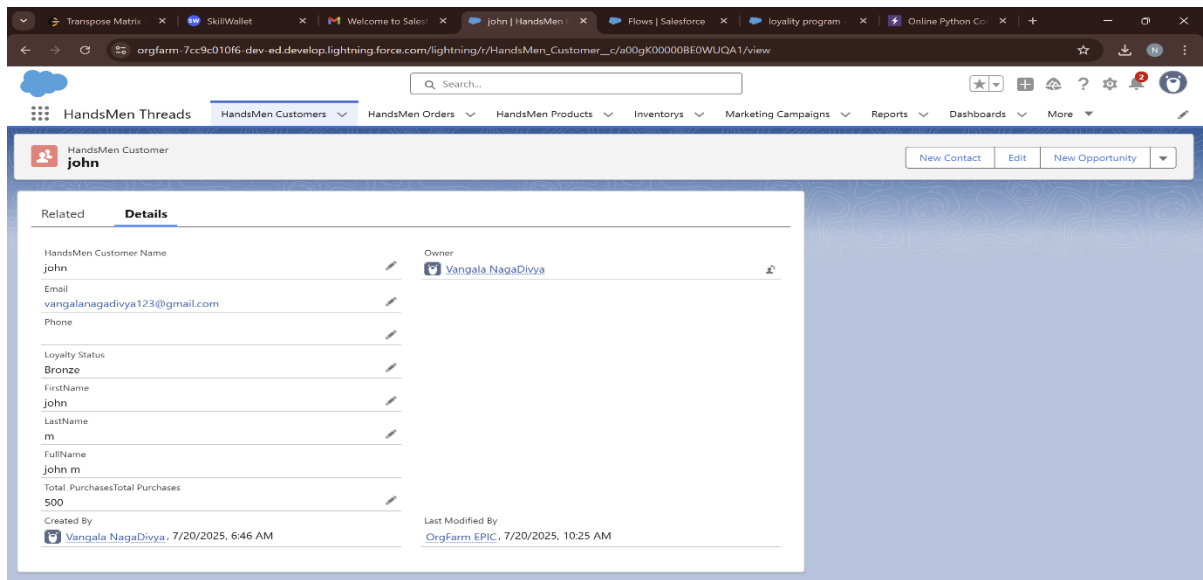 Transpose Matrix
SkillWallet
Welcome to Sales
john | HandsMen C
Flows | Salesforce
loyality program
Online Python Co
orgfarm-7cc9c010f6-dev-ed.develop.lightning.force.com/lightning/r/HandsMen_Customer__c/a00gK00000BE0WUQA1/view
N
Search...
2
HandsMen Threads
HandsMen Customers
HandsMen Orders
HandsMen Products
Inventorys
Marketing Campaigns
Reports
Dashboards
More
HandsMen Customer
john
New Contact
Edit
New Opportunity
Related
Details
HandsMen Customer Name
john
Owner
Vangala NagaDivya
Email
vangalanagadivya123@gmail.com
Phone
Loyalty Status
Bronze
FirstName
john
LastName
m
FullName
john m
Total_PurchasesTotal Purchases
500
Created By
Vangala NagaDivya, 7/20/2025, 6:46 AM
Last Modified By
OrgFarm EPIC, 7/20/2025, 10:25 AM